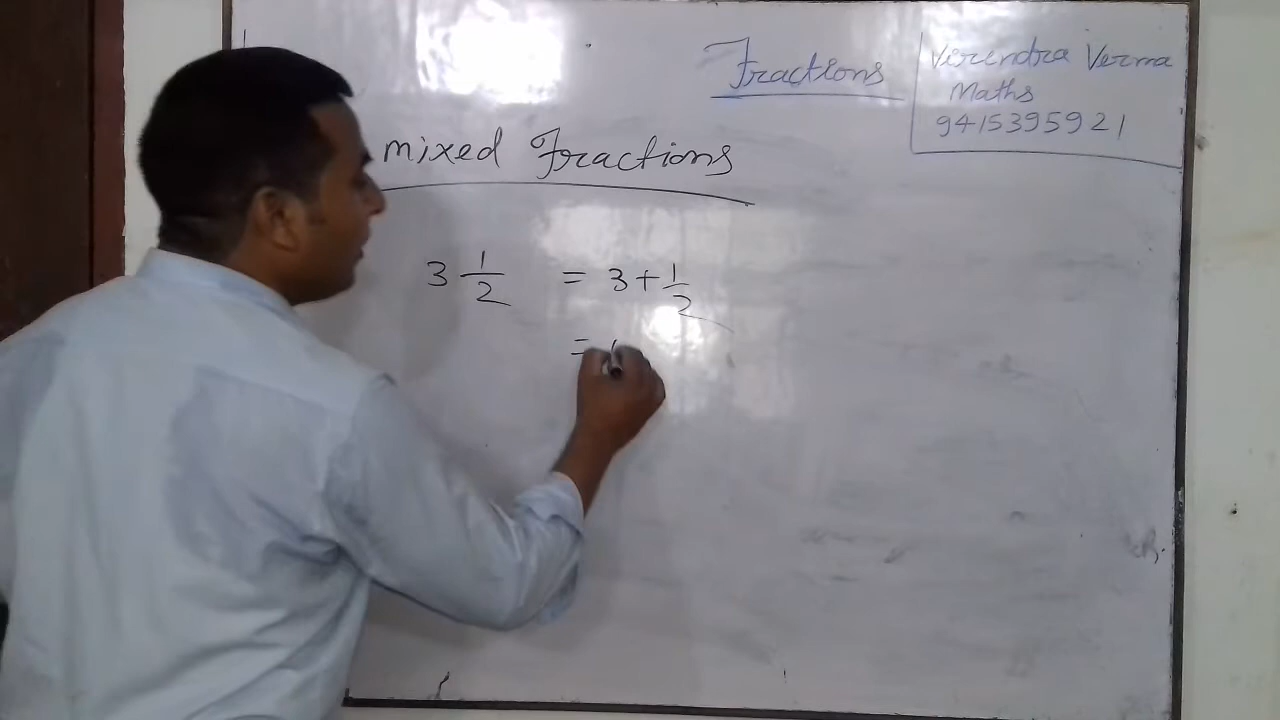 Fractions
Virendra Verma
Maths
9415395921
mixed Fractions
3 1/2 = 3 + 1/2
=